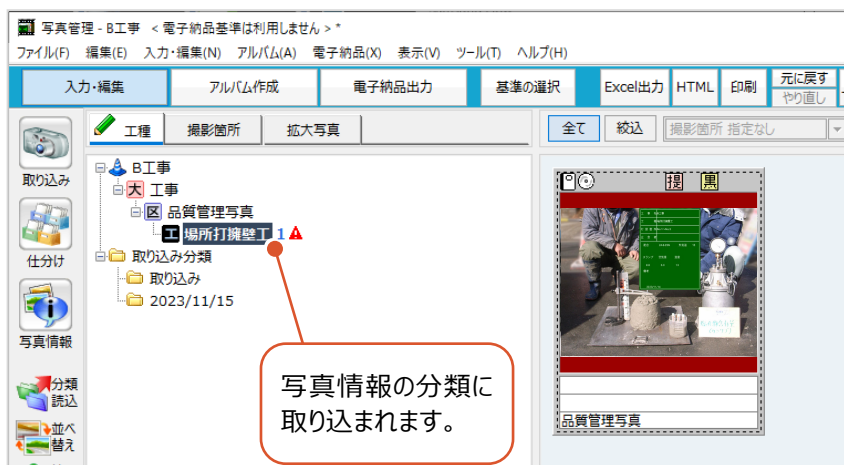 写真管理 - B工事 < 電子納品基準は利用しません > *
ファイル(F) 編集(E) 入力・編集(N) アルバム(A) 電子納品(X) 表示(V) ツール(T) ヘルプ(H)
入力・編集 アルバム作成 電子納品出力 基準の選択 Excel出力 HTML 印刷 元に戻す
やり直し
取り込み
仕分け
写真情報
分類
読込
並べ
替え
工種 撮影箇所 拡大写真
B工事
大 工事
区 品質管理写真
工 場所打擁壁工 1
取り込み分類
取り込み
2023/11/15
写真情報の分類に
取り込まれます。
全て 絞込 撮影箇所 指定なし
提 黒
品質管理写真